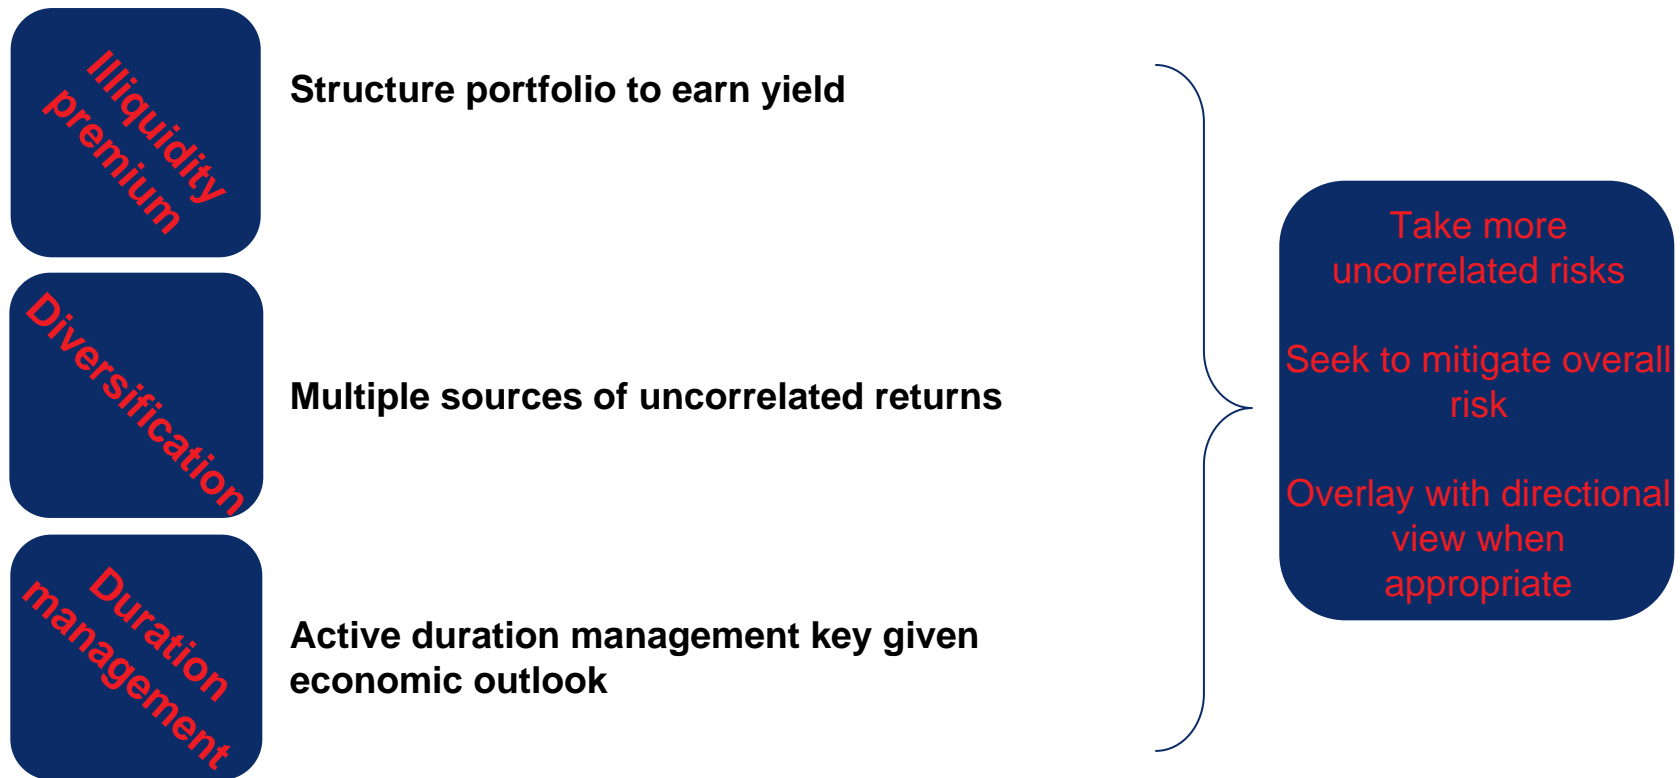 Illiquidity
premium
Structure portfolio to earn yield
Diversification
Multiple sources of uncorrelated returns
Duration
management
Active duration management key given
economic outlook
Take more
uncorrelated risks
Seek to mitigate overall
risk
Overlay with directional
view when
appropriate